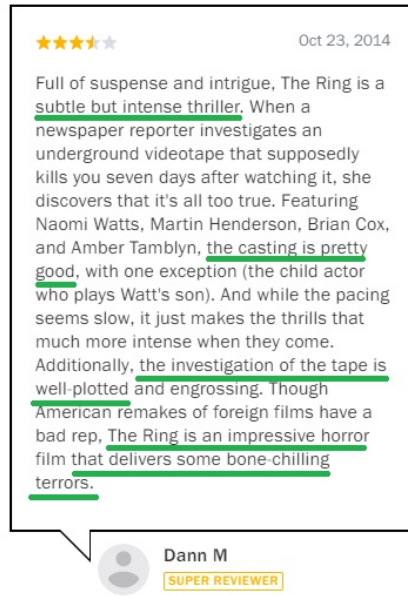 Oct 23, 2014
Full of suspense and intrigue, The Ring is a
subtle but intense thriller. When a
newspaper reporter investigates an
underground videotape that supposedly
kills you seven days after watching it, she
discovers that it's all too true. Featuring
Naomi Watts, Martin Henderson, Brian Cox,
and Amber Tamblyn, the casting is pretty
good, with one exception (the child actor
who plays Watt's son). And while the pacing
seems slow, it just makes the thrills that
much more intense when they come.
Additionally, the investigation of the tape is
well-plotted and engrossing. Though
American remakes of foreign films have a
bad rep, The Ring is an impressive horror
film that delivers some bone-chilling
terrors.
Dann M
SUPER REVIEWER